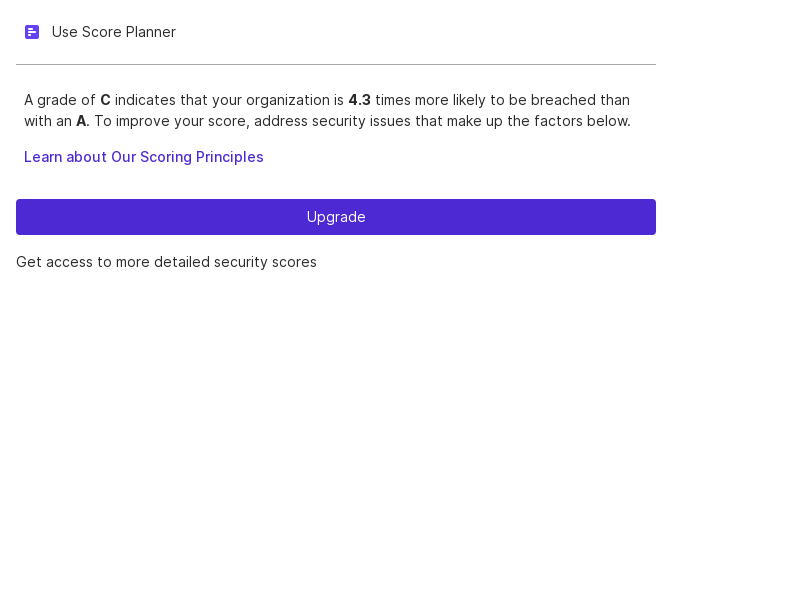 Use Score Planner
A grade of C indicates that your organization is 4.3 times more likely to be breached than
with an A. To improve your score, address security issues that make up the factors below.
Learn about Our Scoring Principles
Upgrade
Get access to more detailed security scores